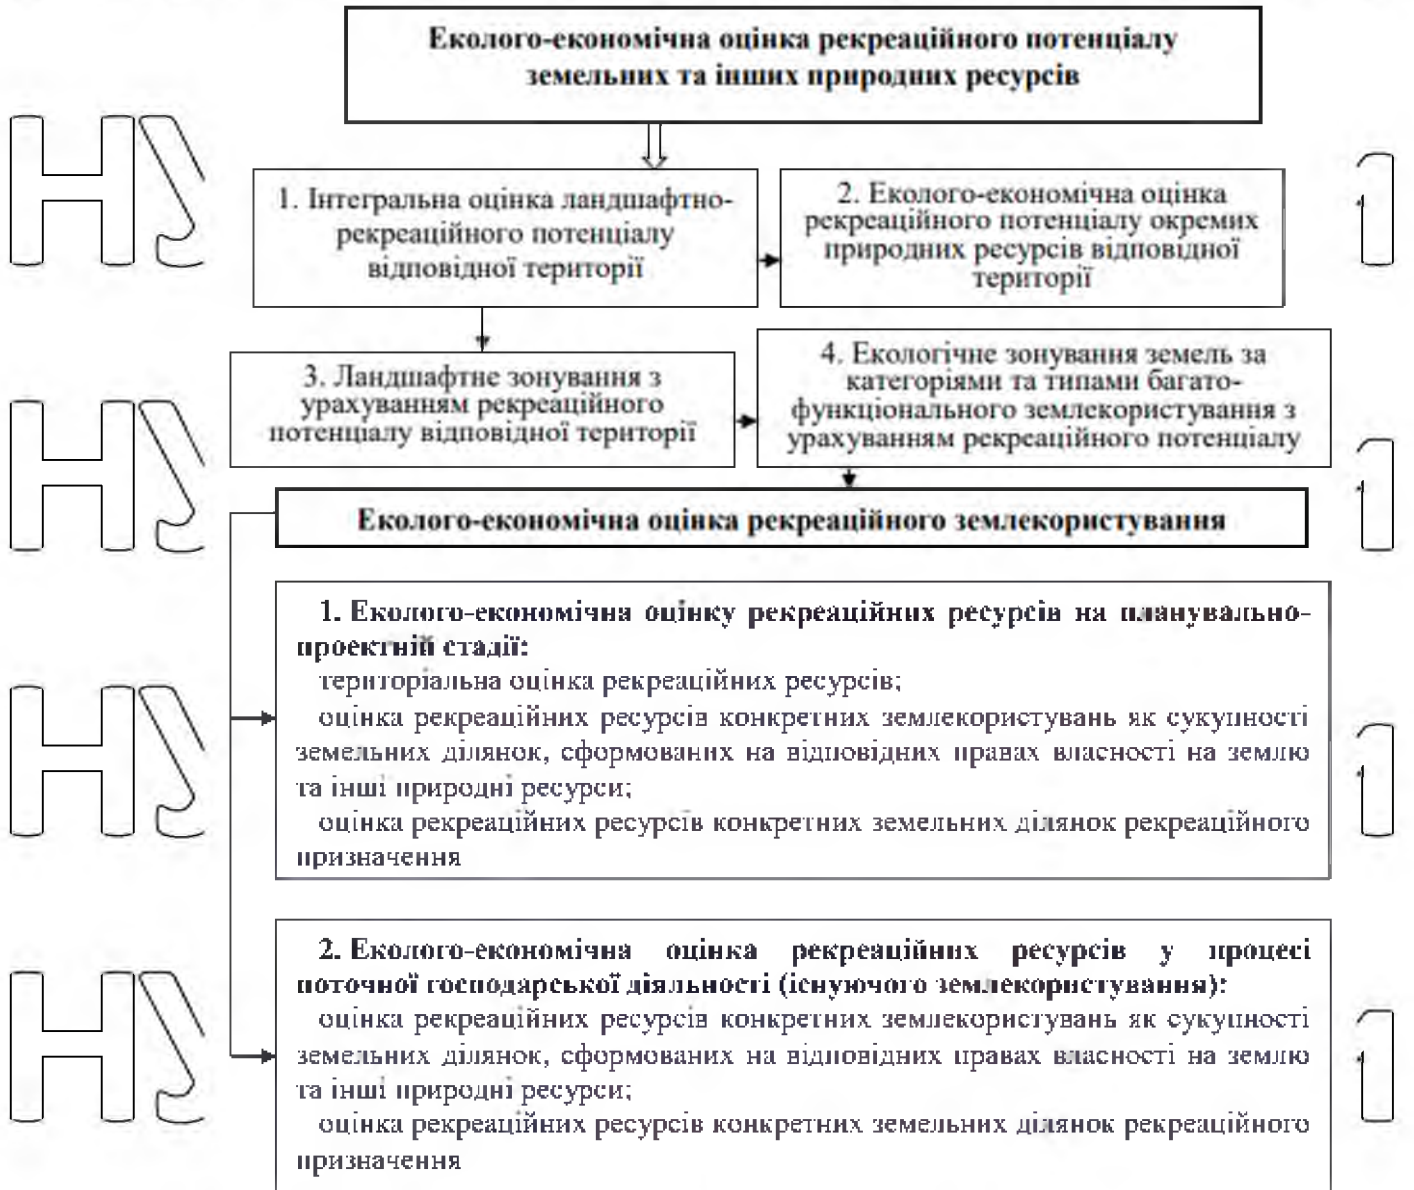 Еколого-економічна оцінка рекреаційного потенціалу
земельних та інших природних ресурсів
1. Інтегральна оцінка ландшафтно-
рекреаційного потенціалу
відповідної території
2. Еколого-економічна оцінка
рекреаційного потенціалу окремих
природних ресурсів відповідної
території
3. Ландшафтне зонування з
урахуванням рекреаційного
потенціалу відповідної території
4. Екологічне зонування земель за
категоріями та типами багато-
функціонального землекористування з
урахуванням рекреаційного потенціалу
Еколого-економічна оцінка рекреаційного землекористування
1. Еколого-економічна оцінку рекреаційних ресурсів на планувально-
проектній стадії:
територіальна оцінка рекреаційних ресурсів;
оцінка рекреаційних ресурсів конкретних землекористувань як сукупності
земельних ділянок, сформованих на відповідних правах власності на землю
та інші природні ресурси;
оцінка рекреаційних ресурсів конкретних земельних ділянок рекреаційного
призначення
2. Еколого-економічна оцінка рекреаційних ресурсів у процесі
поточної господарської діяльності (існуючого землекористування):
оцінка рекреаційних ресурсів конкретних землекористувань як сукупності
земельних ділянок, сформованих на відповідних правах власності на землю
та інші природні ресурси;
оцінка рекреаційних ресурсів конкретних земельних ділянок рекреаційного
призначення